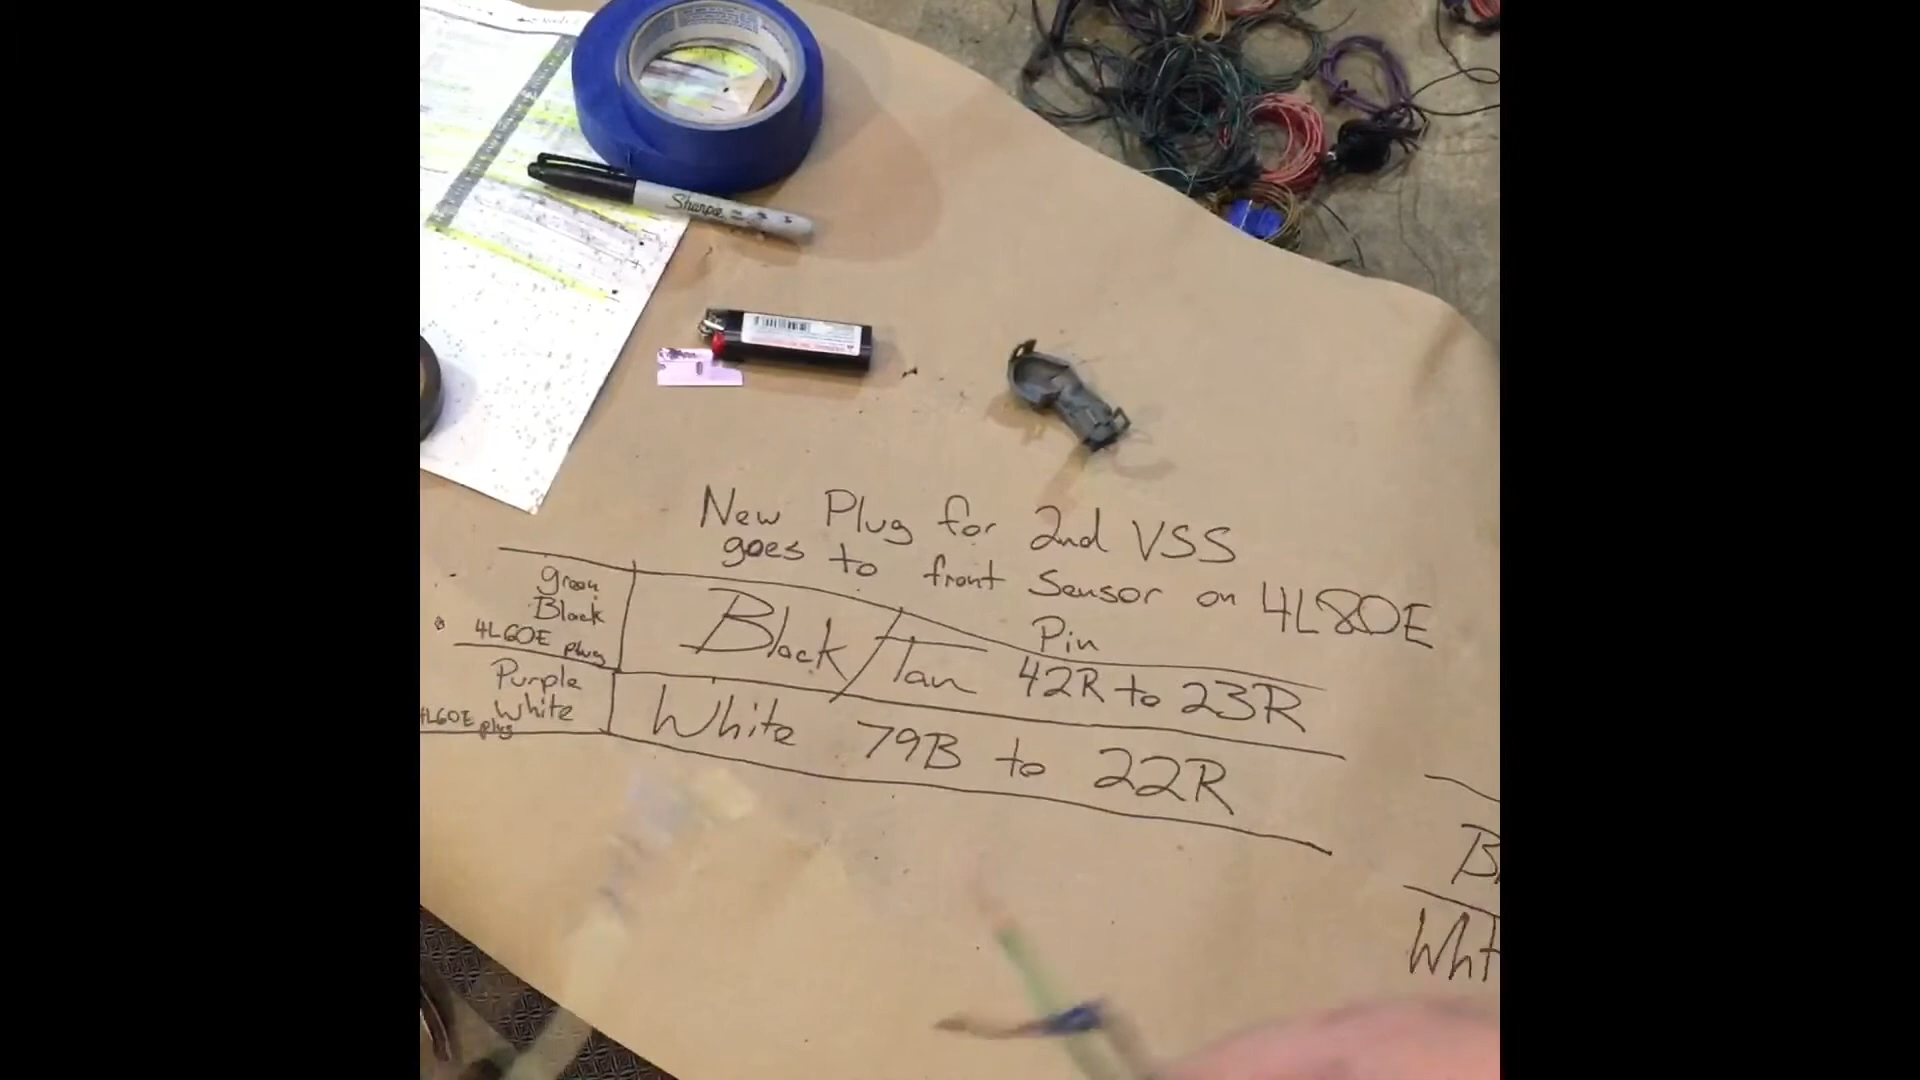 Sharpie
New Plug for 2nd VSS
goes to front Sensor on 4L80E
Pin
green
Black
4L60E plug
Black/Tan 42R to 23R
Purple
White
4L60E plug
White 79B to 22R